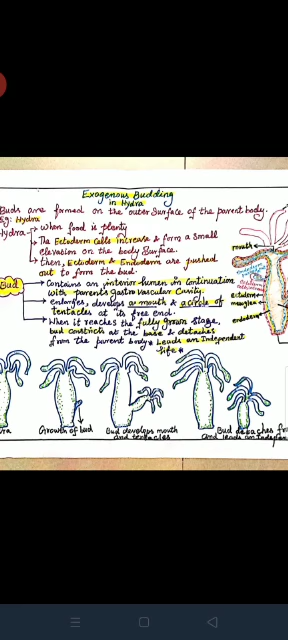 Exogenous Budding
in Hydra
Buds are formed on the outer surface of the parent body.
Eg: Hydra
Hydra → When food is planty
→ The Ectoderm cells increase & form a small
elevation on the body surface.
→ then, Ectoderm & Endoderm are pushed
out to form the bud.
Bud → Contains an interior lumen in continuation
with parent's Gastro Vascular Cavity.
→ enlarges, develops a mouth & a circle of
tentacles at its free end.
→ When it reaches the fully grown stage,
bud constricts at the base & detaches
from the parent body & Leads an Independent
life
mouth
ectoderm
mesoglea
endoderm
Growth of bud
Bud develops mouth
and tentacles
Bud detaches
and leads an